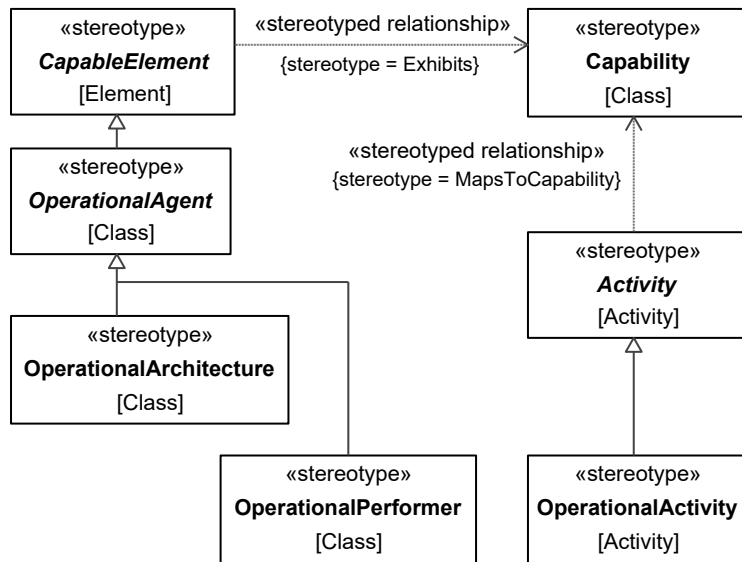 «stereotype»
CapableElement
[Element]
«stereotyped relationship»
{stereotype = Exhibits}
«stereotype»
Capability
[Class]
«stereotyped relationship»
{stereotype = MapsToCapability}
«stereotype»
OperationalAgent
[Class]
«stereotype»
Activity
[Activity]
«stereotype»
OperationalArchitecture
[Class]
«stereotype»
OperationalPerformer
[Class]
«stereotype»
OperationalActivity
[Activity]